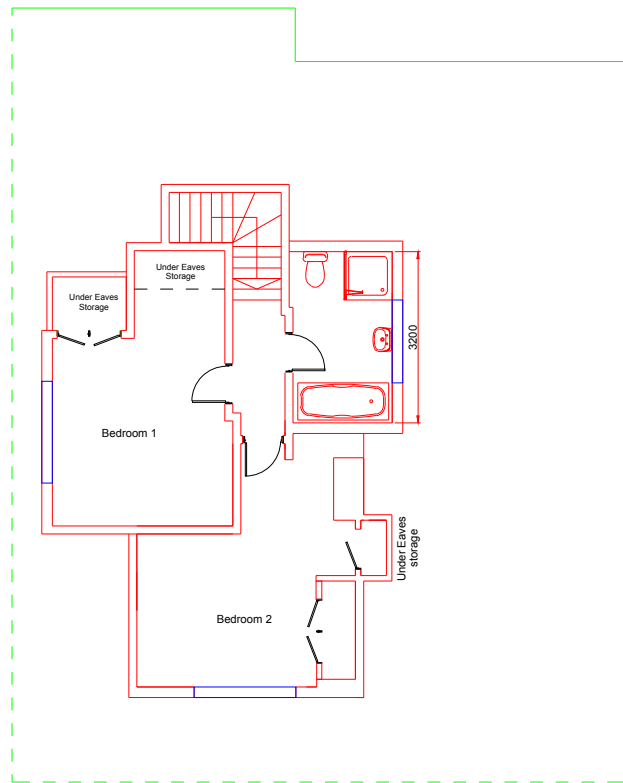 Under Eaves
Storage
Under Eaves
Storage
3200
Bedroom 1
Under Eaves
storage
Bedroom 2